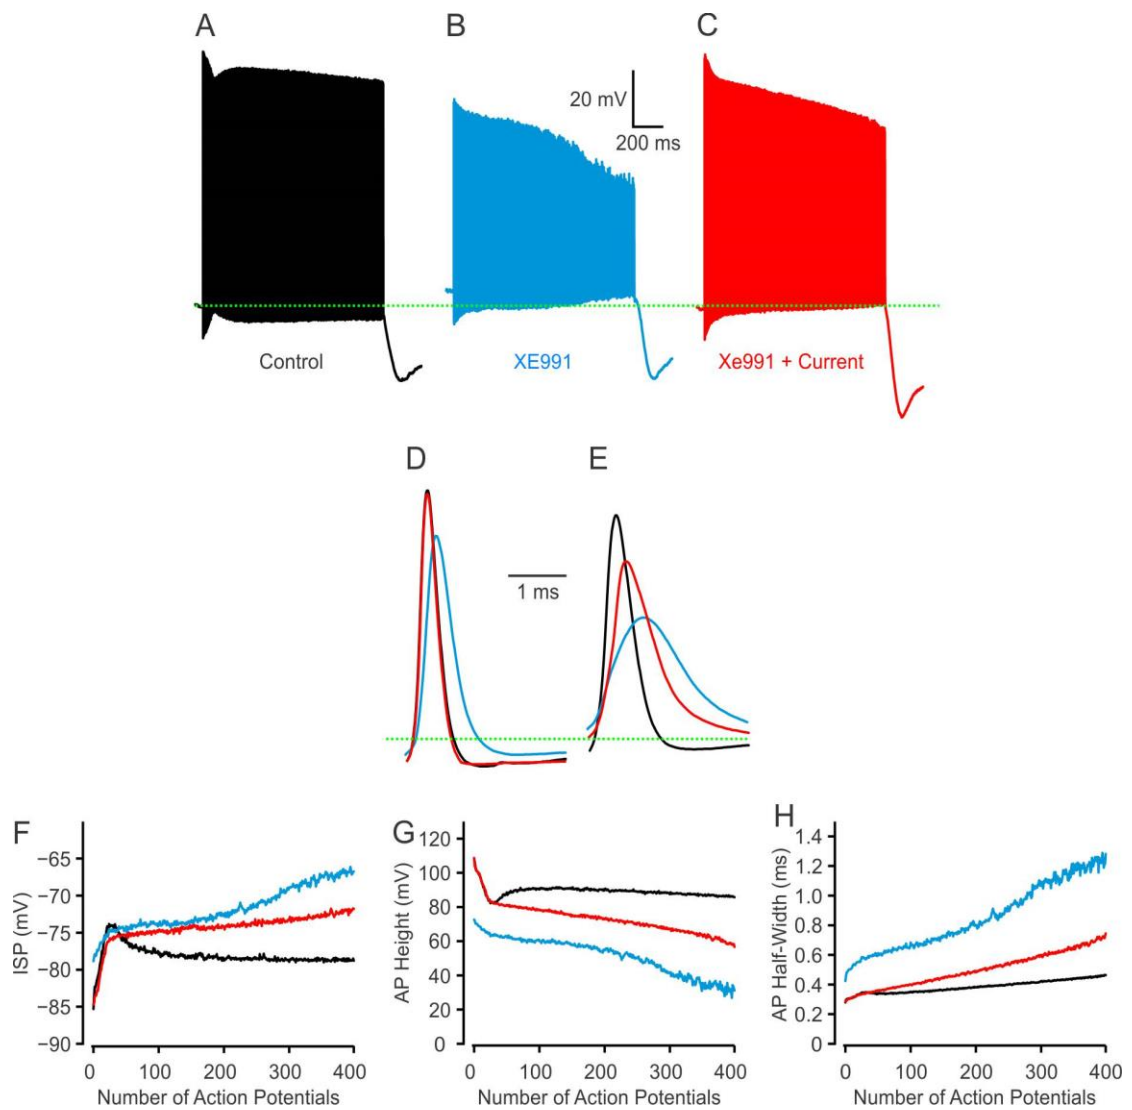 A
B
C
20 mV
200 ms
Control
XE991
Xe991 + Current
D
E
1 ms
F
−65
−70
−75
−80
−85
−90
ISP (mV)
0 100 200 300 400
Number of Action Potentials
G
120
100
80
60
40
20
0
AP Height (mV)
0 100 200 300 400
Number of Action Potentials
H
1.4
1.2
1.0
0.8
0.6
0.4
0.2
0
AP Half-Width (ms)
0 100 200 300 400
Number of Action Potentials